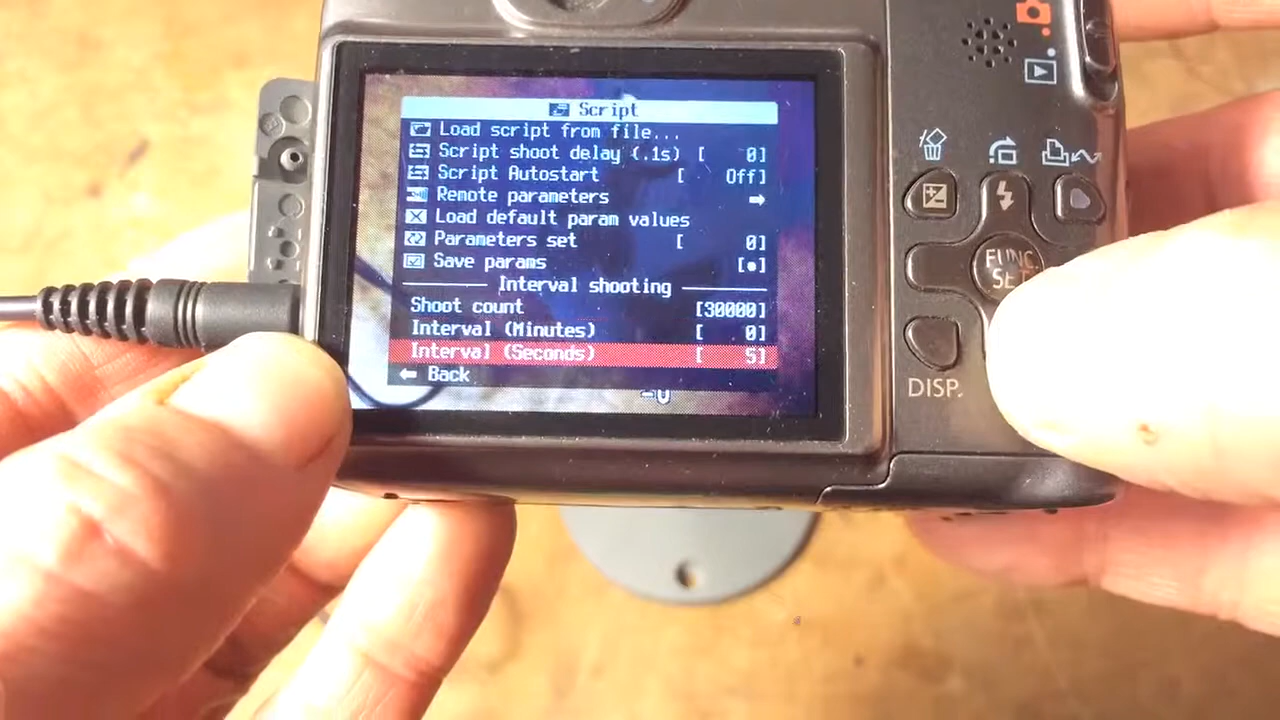 Script
Load script from file...
Script shoot delay (.1s) [ 0]
Script Autostart [ Off]
Remote parameters
Load default param values
Parameters set [ 0]
Save params [•]
Interval shooting
Shoot count [30000]
Interval (Minutes) [ 0]
Interval (Seconds) [ 5]
Back
FUNC.
SET
DISP.